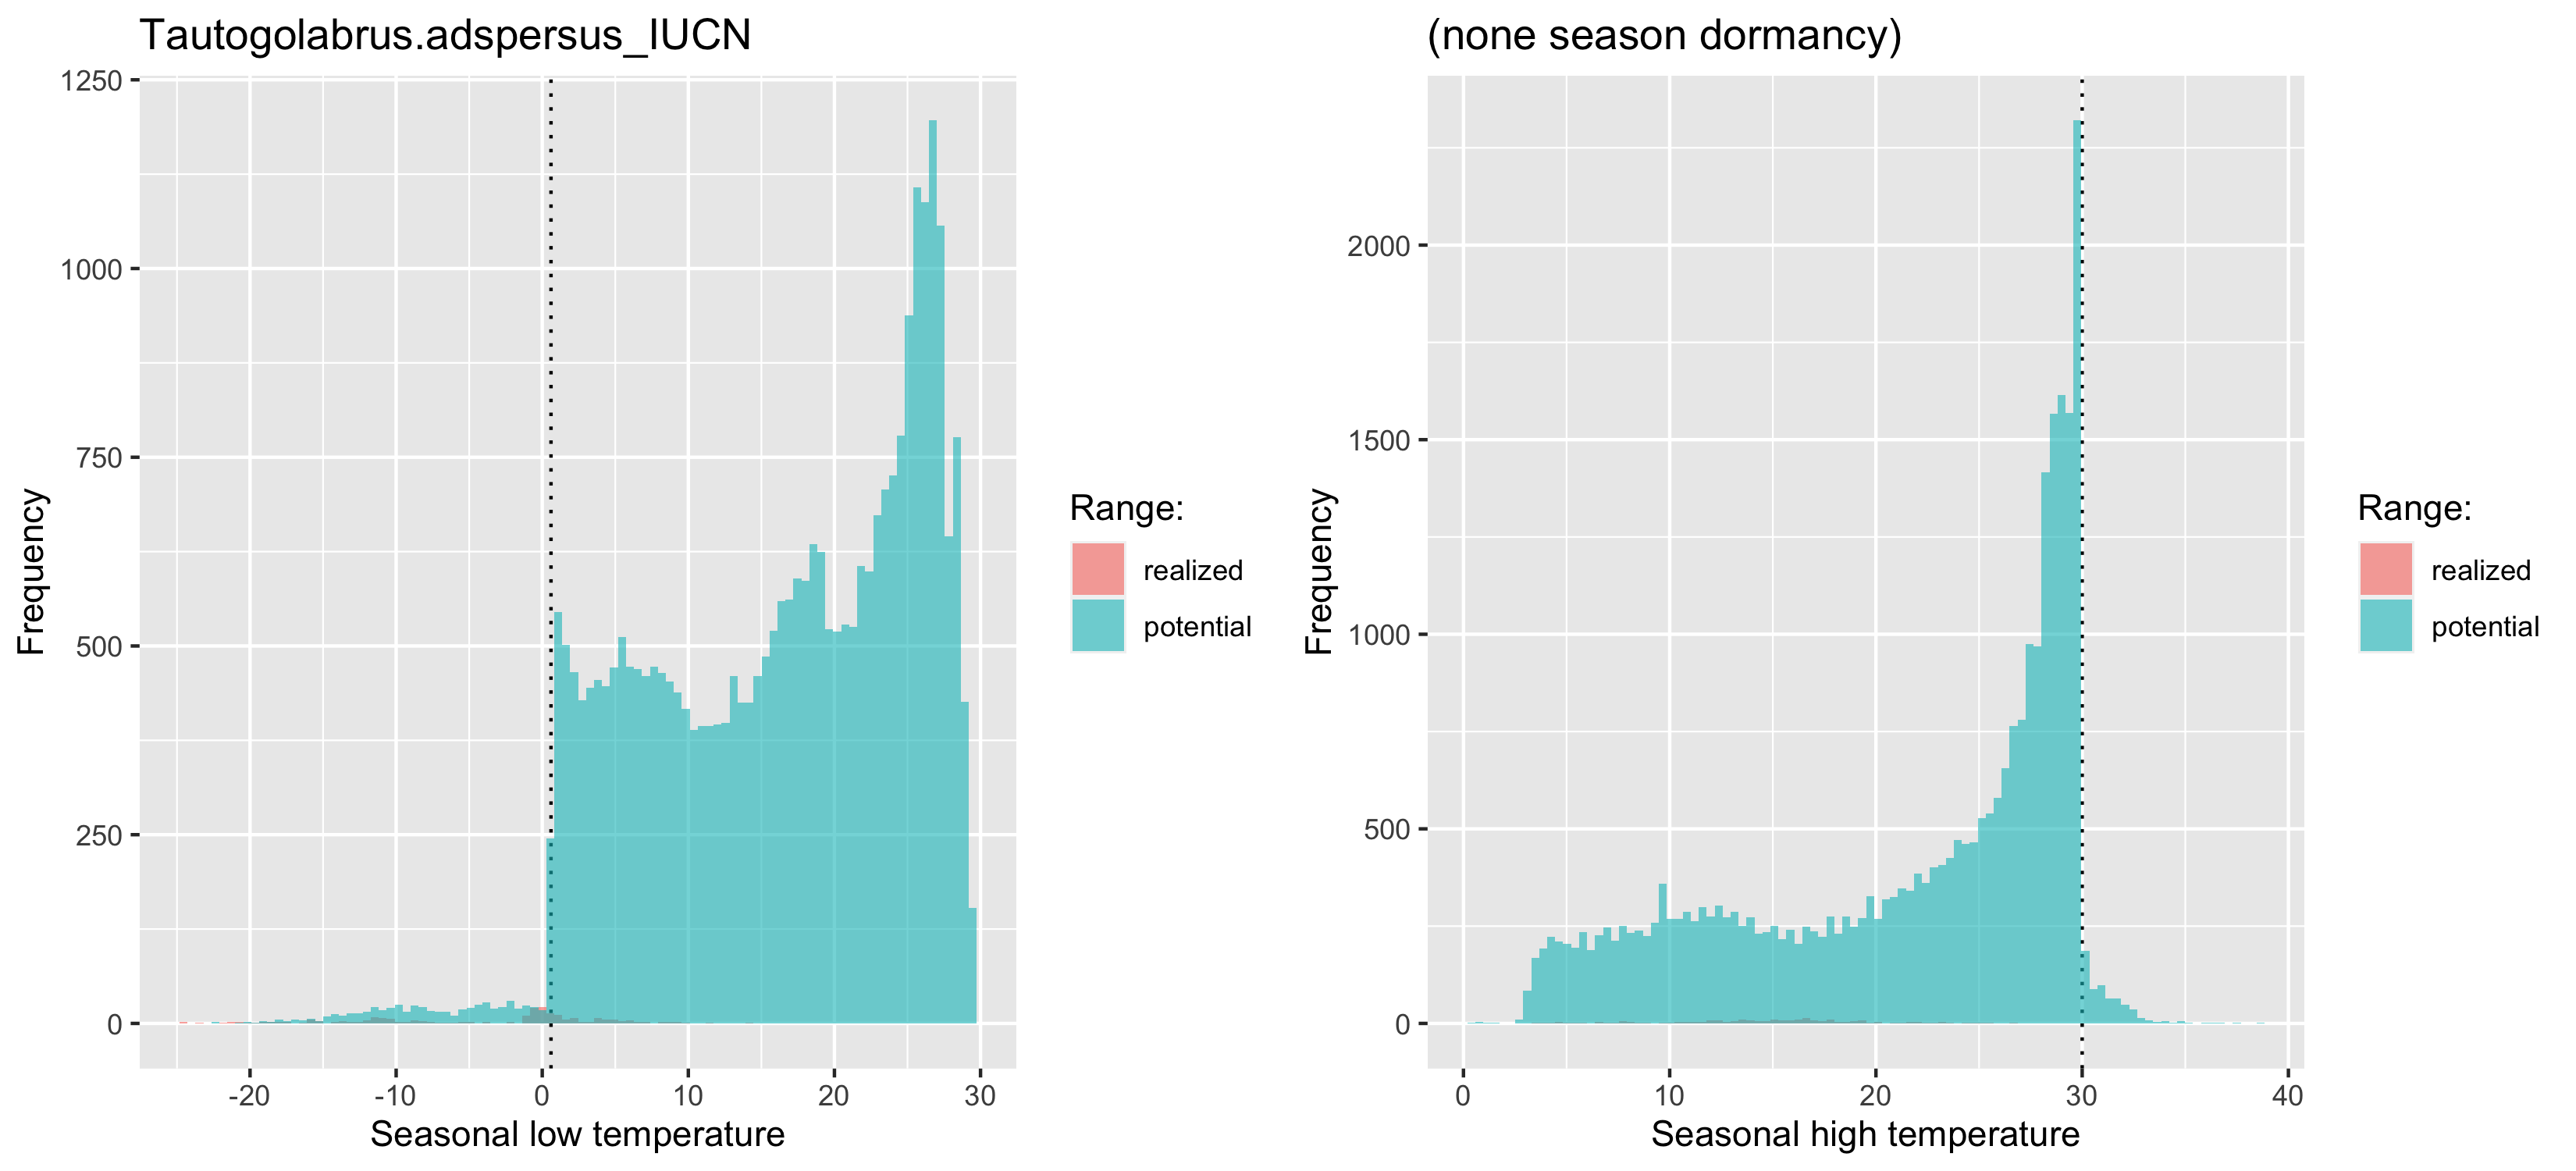 Tautogolabrus.adspersus_IUCN
1250
1000
750
500
250
0
Frequency
-20 -10 0 10 20 30
Seasonal low temperature
Range:
realized
potential
(none season dormancy)
2000
1500
1000
500
0
Frequency
0 10 20 30 40
Seasonal high temperature
Range:
realized
potential